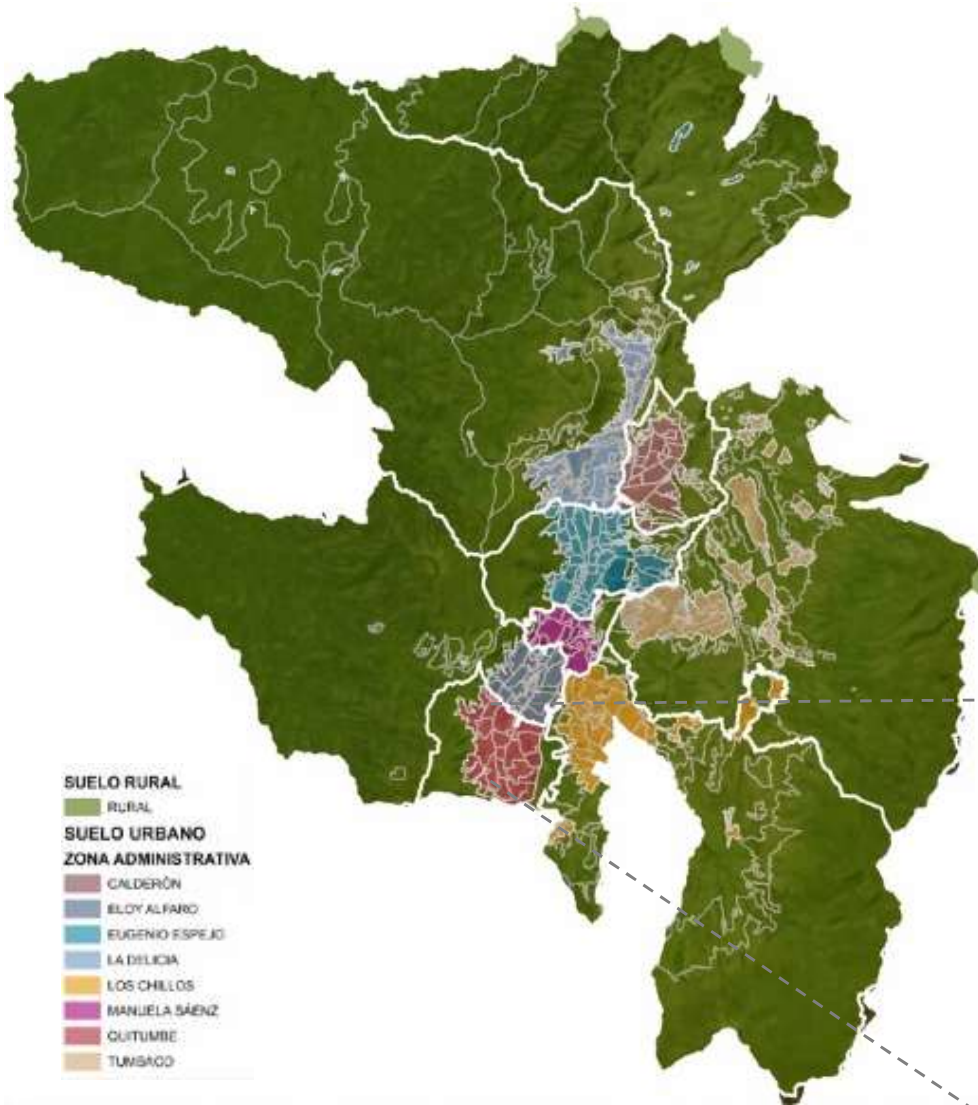 SUELO RURAL
RURAL
SUELO URBANO
ZONA ADMINISTRATIVA
CALDERÓN
ELOY ALFARO
EUGENIO ESPEJO
LA DELICIA
LOS CHILLOS
MANUELA SÁENZ
QUITUMBE
TUMBACO